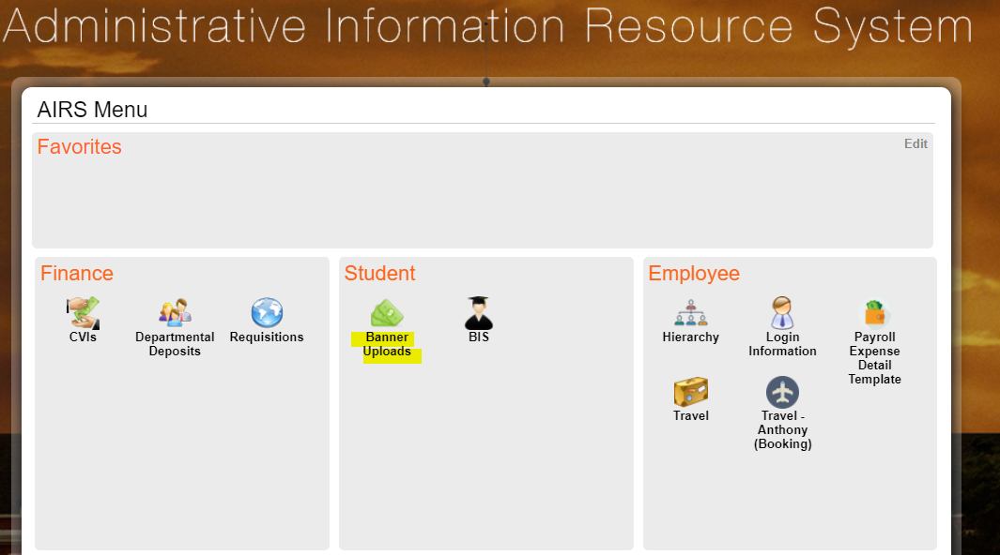 Administrative Information Resource System
AIRS Menu
Favorites
Edit
Finance
CVIs
Departmental
Deposits
Requisitions
Student
Banner
Uploads
BIS
Employee
Hierarchy
Login
Information
Payroll
Expense
Detail
Template
Travel
Travel -
Anthony
(Booking)